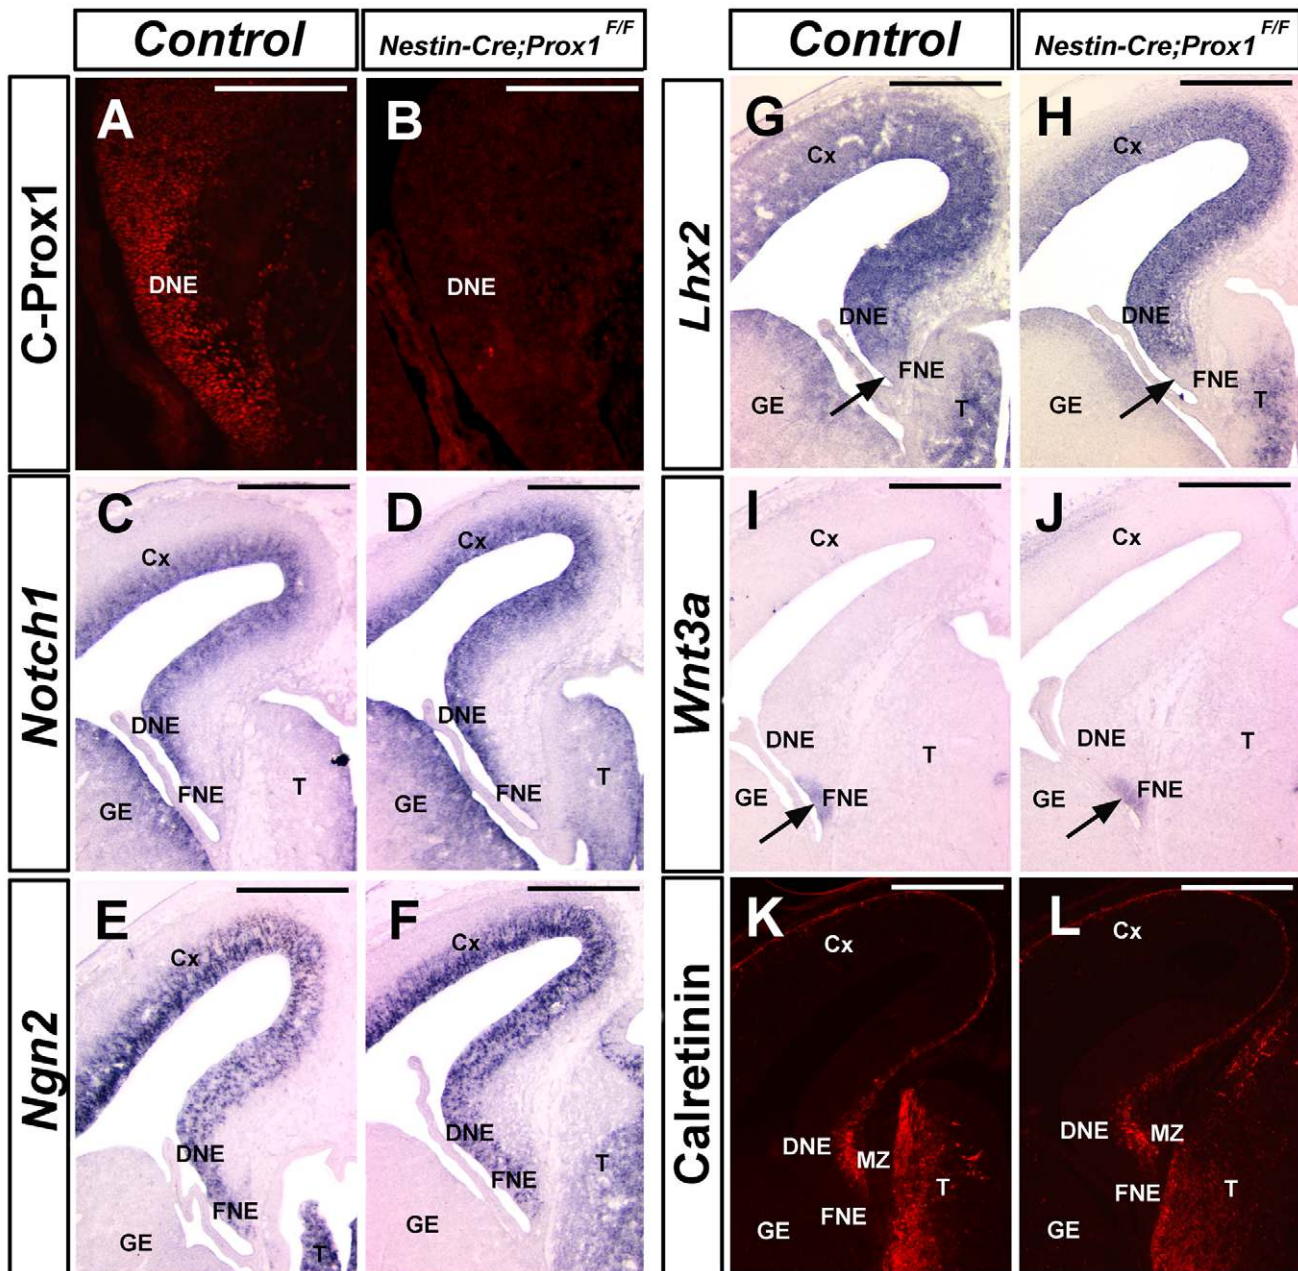 Control
Nestin-Cre;Prox1 F/F
Control
Nestin-Cre;Prox1 F/F
C-Prox1
A
DNE
B
DNE
Lhx2
G
Cx
DNE
FNE
GE
T
H
Cx
DNE
FNE
GE
T
Notch1
C
Cx
DNE
FNE
GE
T
D
Cx
DNE
FNE
GE
T
Wnt3a
I
Cx
DNE
T
GE
FNE
J
Cx
DNE
T
GE
FNE
Ngn2
E
Cx
DNE
FNE
GE
T
F
Cx
DNE
FNE
GE
T
Calretinin
K
Cx
DNE
MZ
T
FNE
GE
L
Cx
DNE
MZ
T
FNE
GE